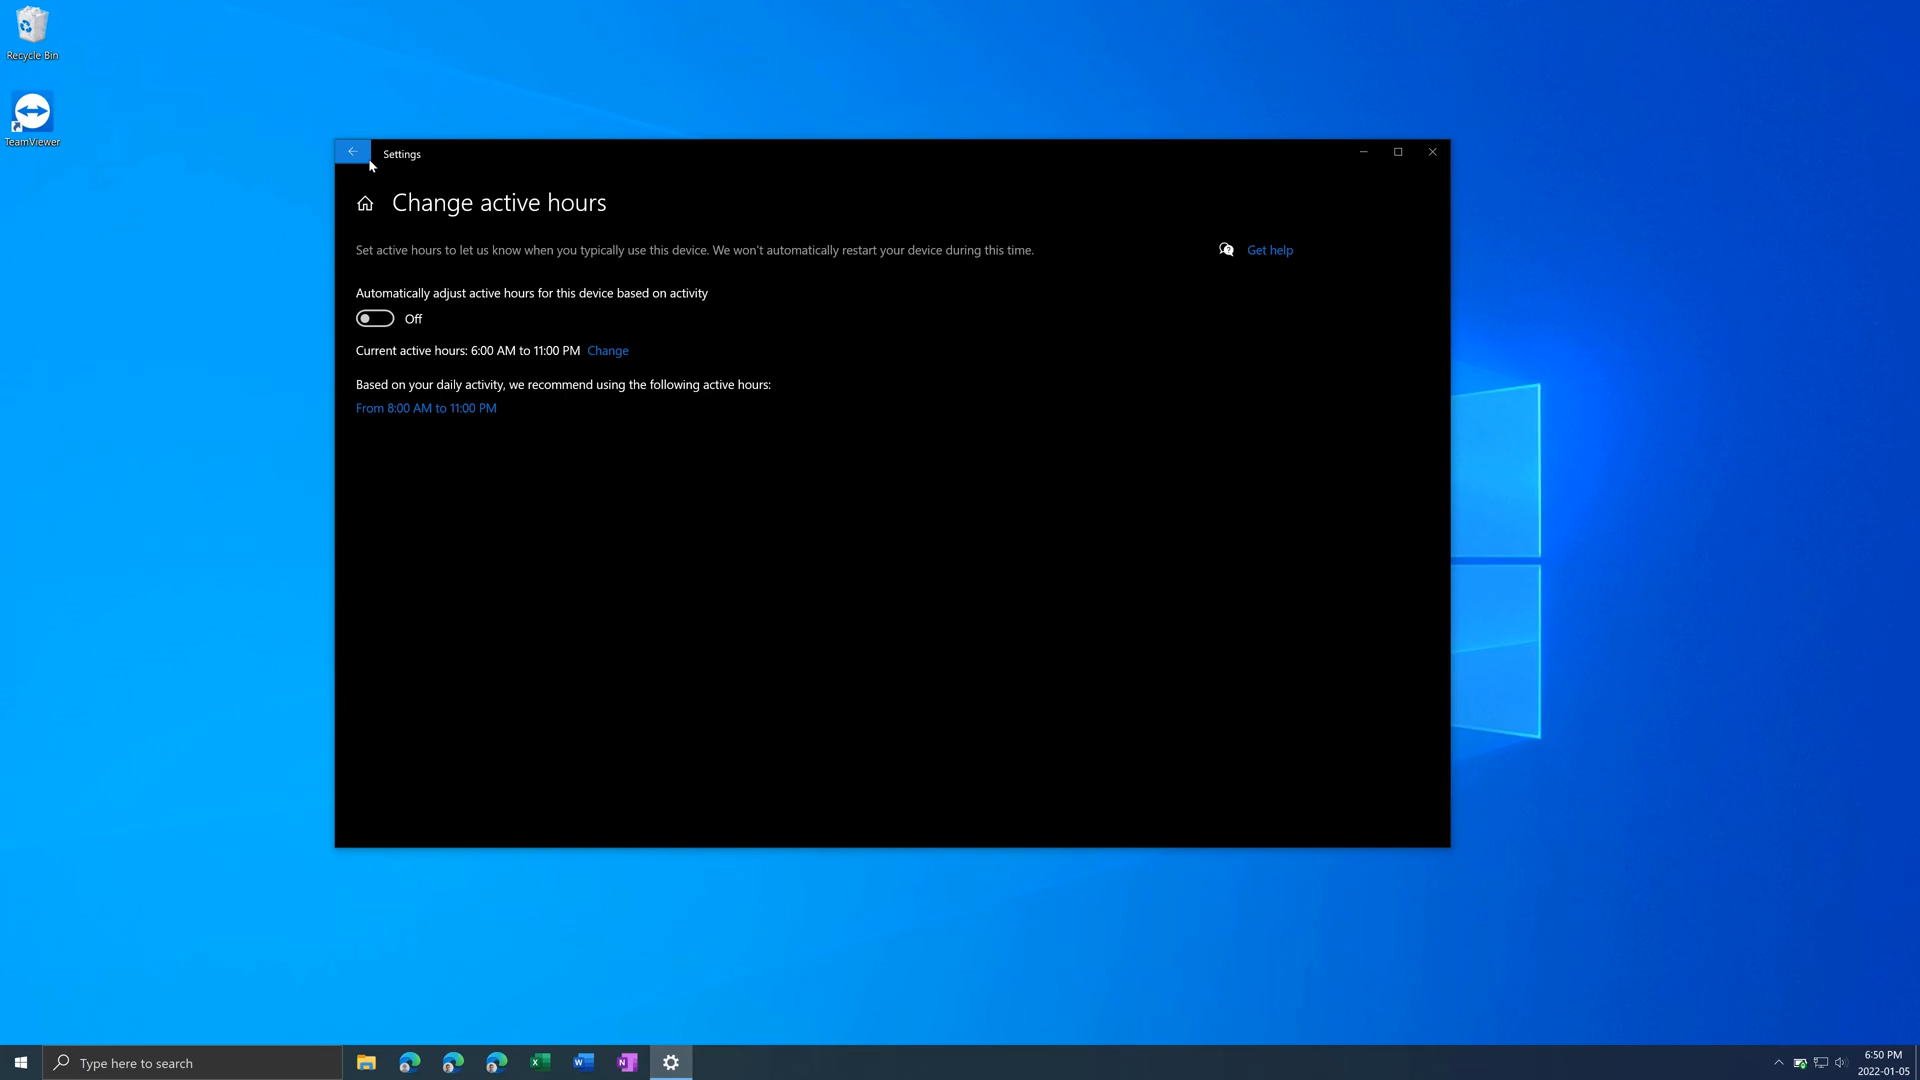 Recycle Bin
TeamViewer
Settings
Change active hours
Set active hours to let us know when you typically use this device. We won't automatically restart your device during this time.
Get help
Automatically adjust active hours for this device based on activity
Off
Current active hours: 6:00 AM to 11:00 PM Change
Based on your daily activity, we recommend using the following active hours:
From 8:00 AM to 11:00 PM
Type here to search
6:50 PM
2022-01-05